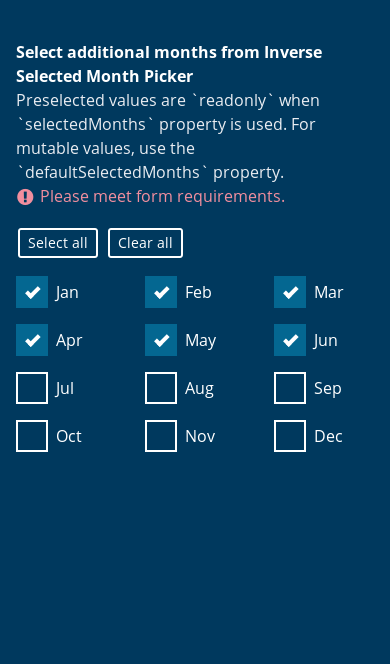 Select additional months from Inverse
Selected Month Picker
Preselected values are `readonly` when
`selectedMonths` property is used. For
mutable values, use the
`defaultSelectedMonths` property.
Please meet form requirements.
Select all Clear all
Jan Feb Mar
Apr May Jun
Jul Aug Sep
Oct Nov Dec